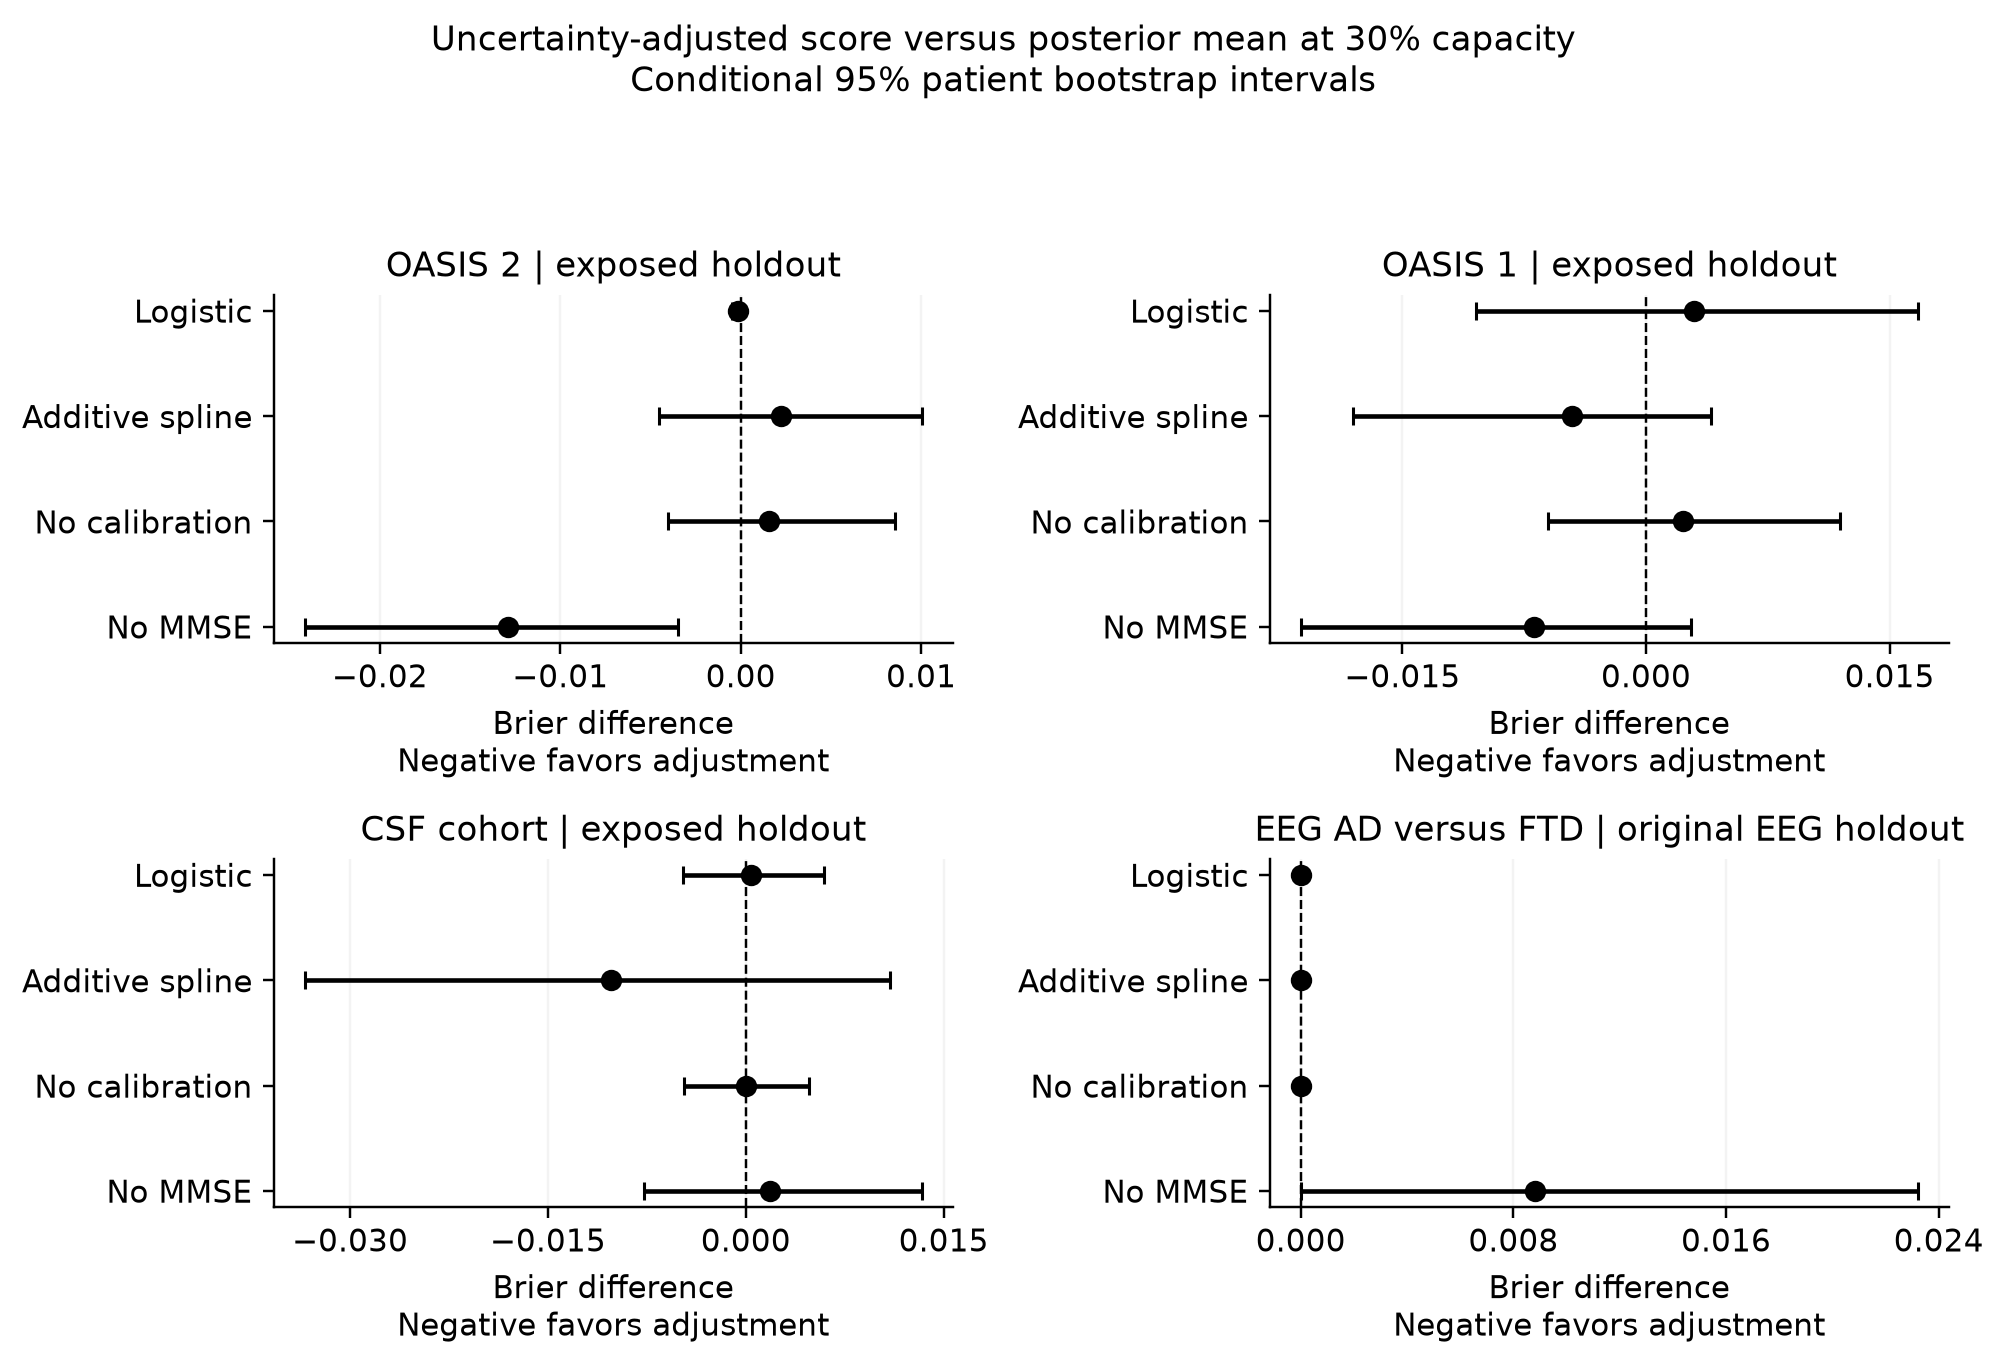 Uncertainty-adjusted score versus posterior mean at 30% capacity
Conditional 95% patient bootstrap intervals
OASIS 2 | exposed holdout
Logistic
Additive spline
No calibration
No MMSE
−0.02 −0.01 0.00 0.01
Brier difference
Negative favors adjustment
OASIS 1 | exposed holdout
Logistic
Additive spline
No calibration
No MMSE
−0.015 0.000 0.015
Brier difference
Negative favors adjustment
CSF cohort | exposed holdout
Logistic
Additive spline
No calibration
No MMSE
−0.030 −0.015 0.000 0.015
Brier difference
Negative favors adjustment
EEG AD versus FTD | original EEG holdout
Logistic
Additive spline
No calibration
No MMSE
0.000 0.008 0.016 0.024
Brier difference
Negative favors adjustment